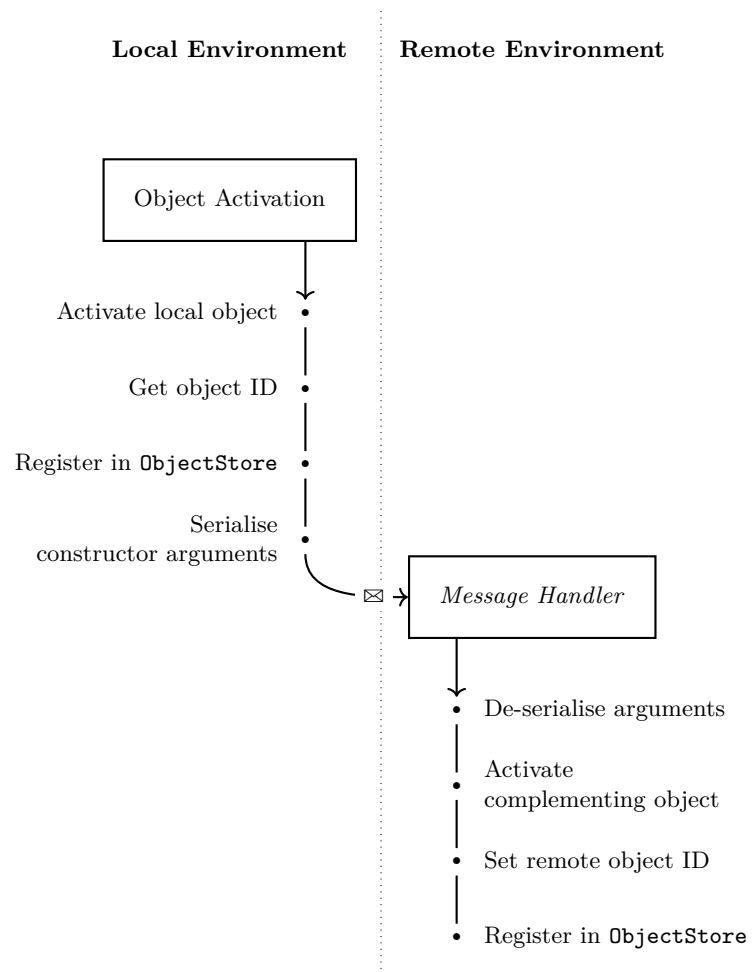 Local Environment
Remote Environment
Object Activation
Activate local object
Get object ID
Register in ObjectStore
Serialise
constructor arguments
Message Handler
De-serialise arguments
Activate
complementing object
Set remote object ID
Register in ObjectStore